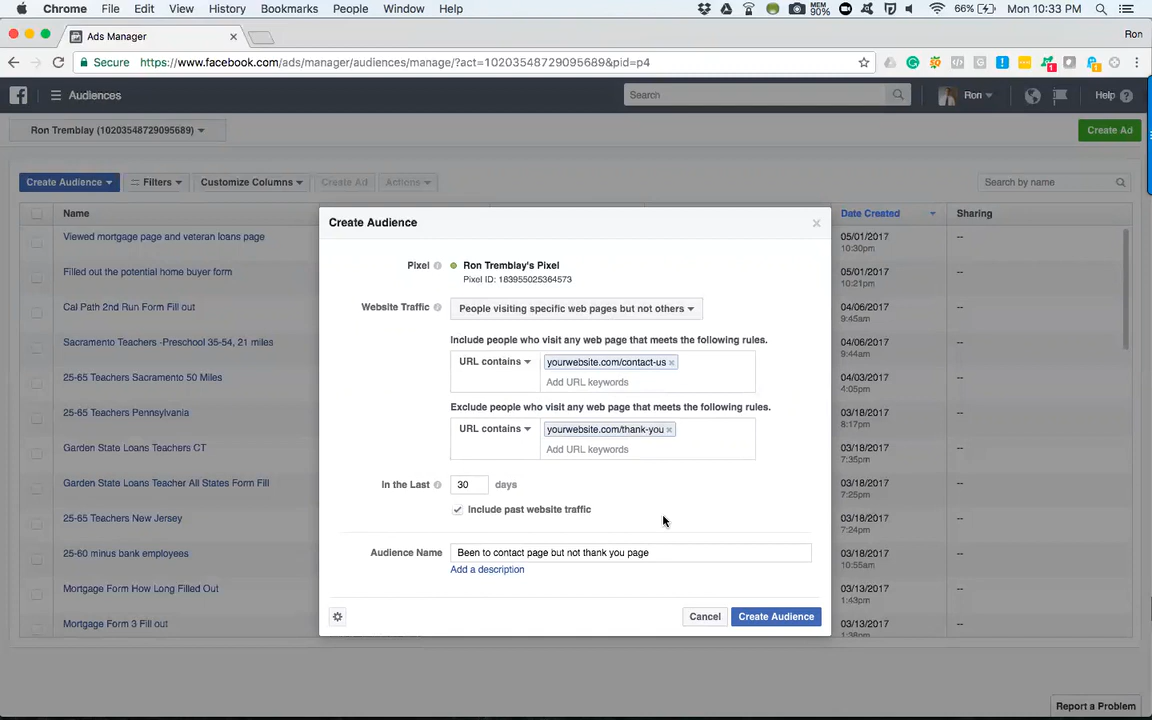 Chrome File Edit View History Bookmarks People Window Help MEM 90% 66% Mon 10:33 PM
Ads Manager × Ron
Secure https://www.facebook.com/ads/manager/audiences/manage/?act=10203548729095689&pid=p4
Audiences Search Ron Help ?
Ron Tremblay (10203548729095689) Create Ad
Create Audience Filters Customize Columns Create Ad Actions Search by name
Name Date Created Sharing
Create Audience ×
Viewed mortgage page and veteran loans page 05/01/2017 --
10:30pm
Pixel Ron Tremblay's Pixel
Filled out the potential home buyer form 05/01/2017 --
Pixel ID: 183955025364573
10:21pm
Cal Path 2nd Run Form Fill out 04/06/2017 --
9:45am
Website Traffic People visiting specific web pages but not others
Include people who visit any web page that meets the following rules.
Sacramento Teachers -Preschool 35-54, 21 miles 04/06/2017 --
9:44am
URL contains yourwebsite.com/contact-us ×
Add URL keywords
25-65 Teachers Sacramento 50 Miles 04/03/2017 --
4:05pm
Exclude people who visit any web page that meets the following rules.
25-65 Teachers Pennsylvania 03/18/2017 --
8:17pm
URL contains yourwebsite.com/thank-you ×
Add URL keywords
Garden State Loans Teachers CT 03/18/2017 --
7:35pm
Garden State Loans Teacher All States Form Fill 03/18/2017 --
7:25pm
In the Last 30 days
Include past website traffic
25-65 Teachers New Jersey 03/18/2017 --
7:24pm
25-60 minus bank employees 03/18/2017 --
10:55am
Audience Name Been to contact page but not thank you page
Add a description
Mortgage Form How Long Filled Out 03/13/2017 --
1:43pm
Cancel Create Audience
Mortgage Form 3 Fill out 03/13/2017 --
1:38pm
Report a Problem